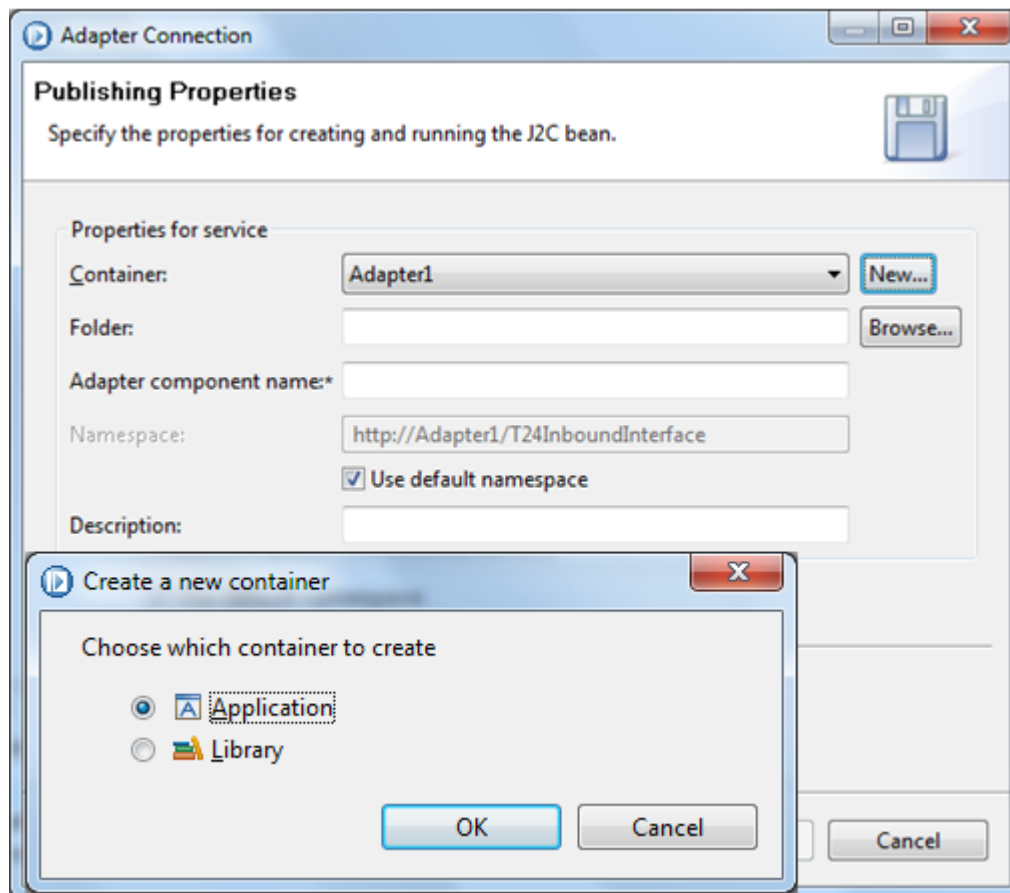 Adapter Connection
Publishing Properties
Specify the properties for creating and running the J2C bean.
Properties for service
Container:
Adapter1
New...
Folder:
Browse...
Adapter component name:*
Namespace:
http://Adapter1/T24InboundInterface
Use default namespace
Description:
Create a new container
Choose which container to create
Application
Library
OK
Cancel
Cancel